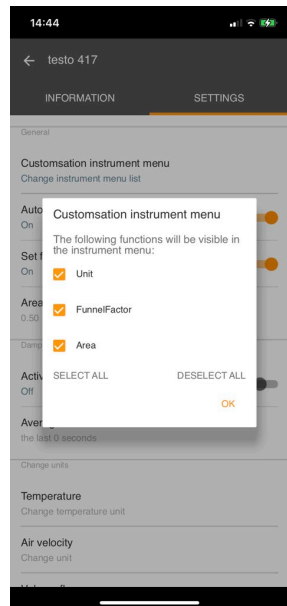 14:44
testo 417
INFORMATION SETTINGS
General
Customsation instrument menu
Change instrument menu list
Auto
On
Set f
On
Area
0.50
Customsation instrument menu
The following functions will be visible in
the instrument menu:
Unit
FunnelFactor
Area
SELECT ALL DESELECT ALL
OK
Damp
Activ
Off
Aver
the last 0 seconds
Change units
Temperature
Change temperature unit
Air velocity
Change unit